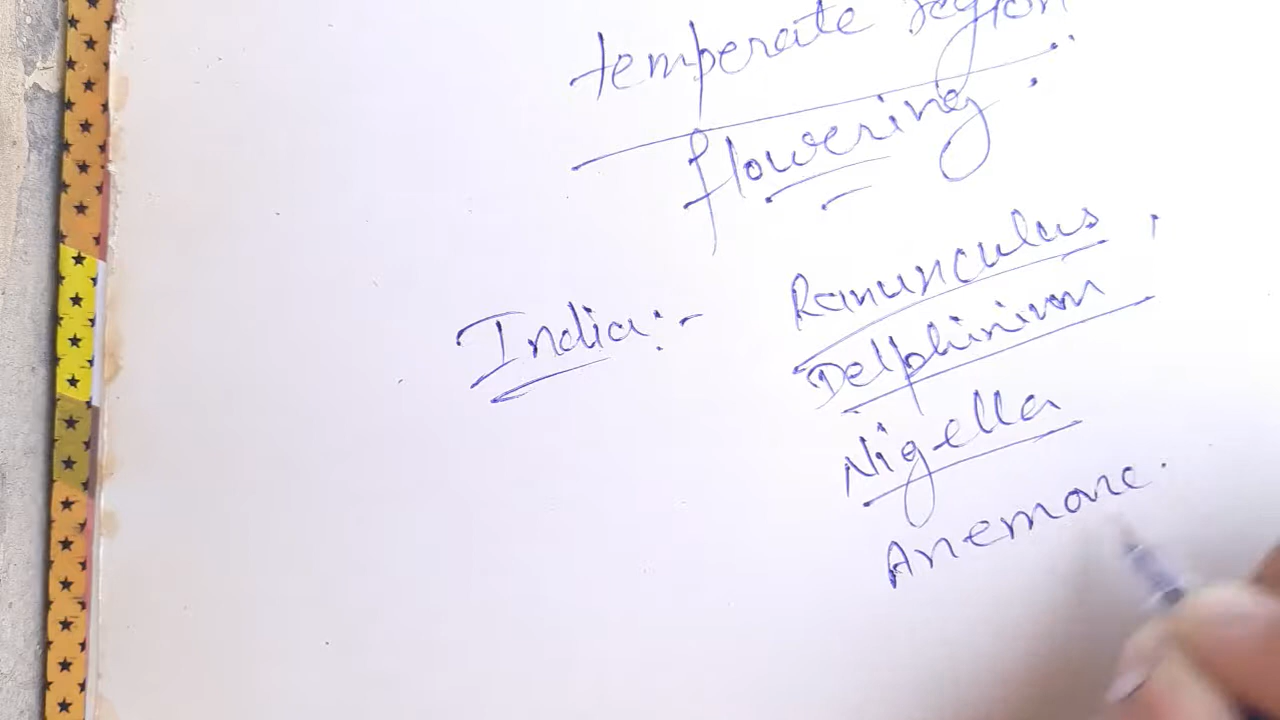 temperate region
flowering :
India:- Ranunculus,
Delphinium
Nigella
Anemone.